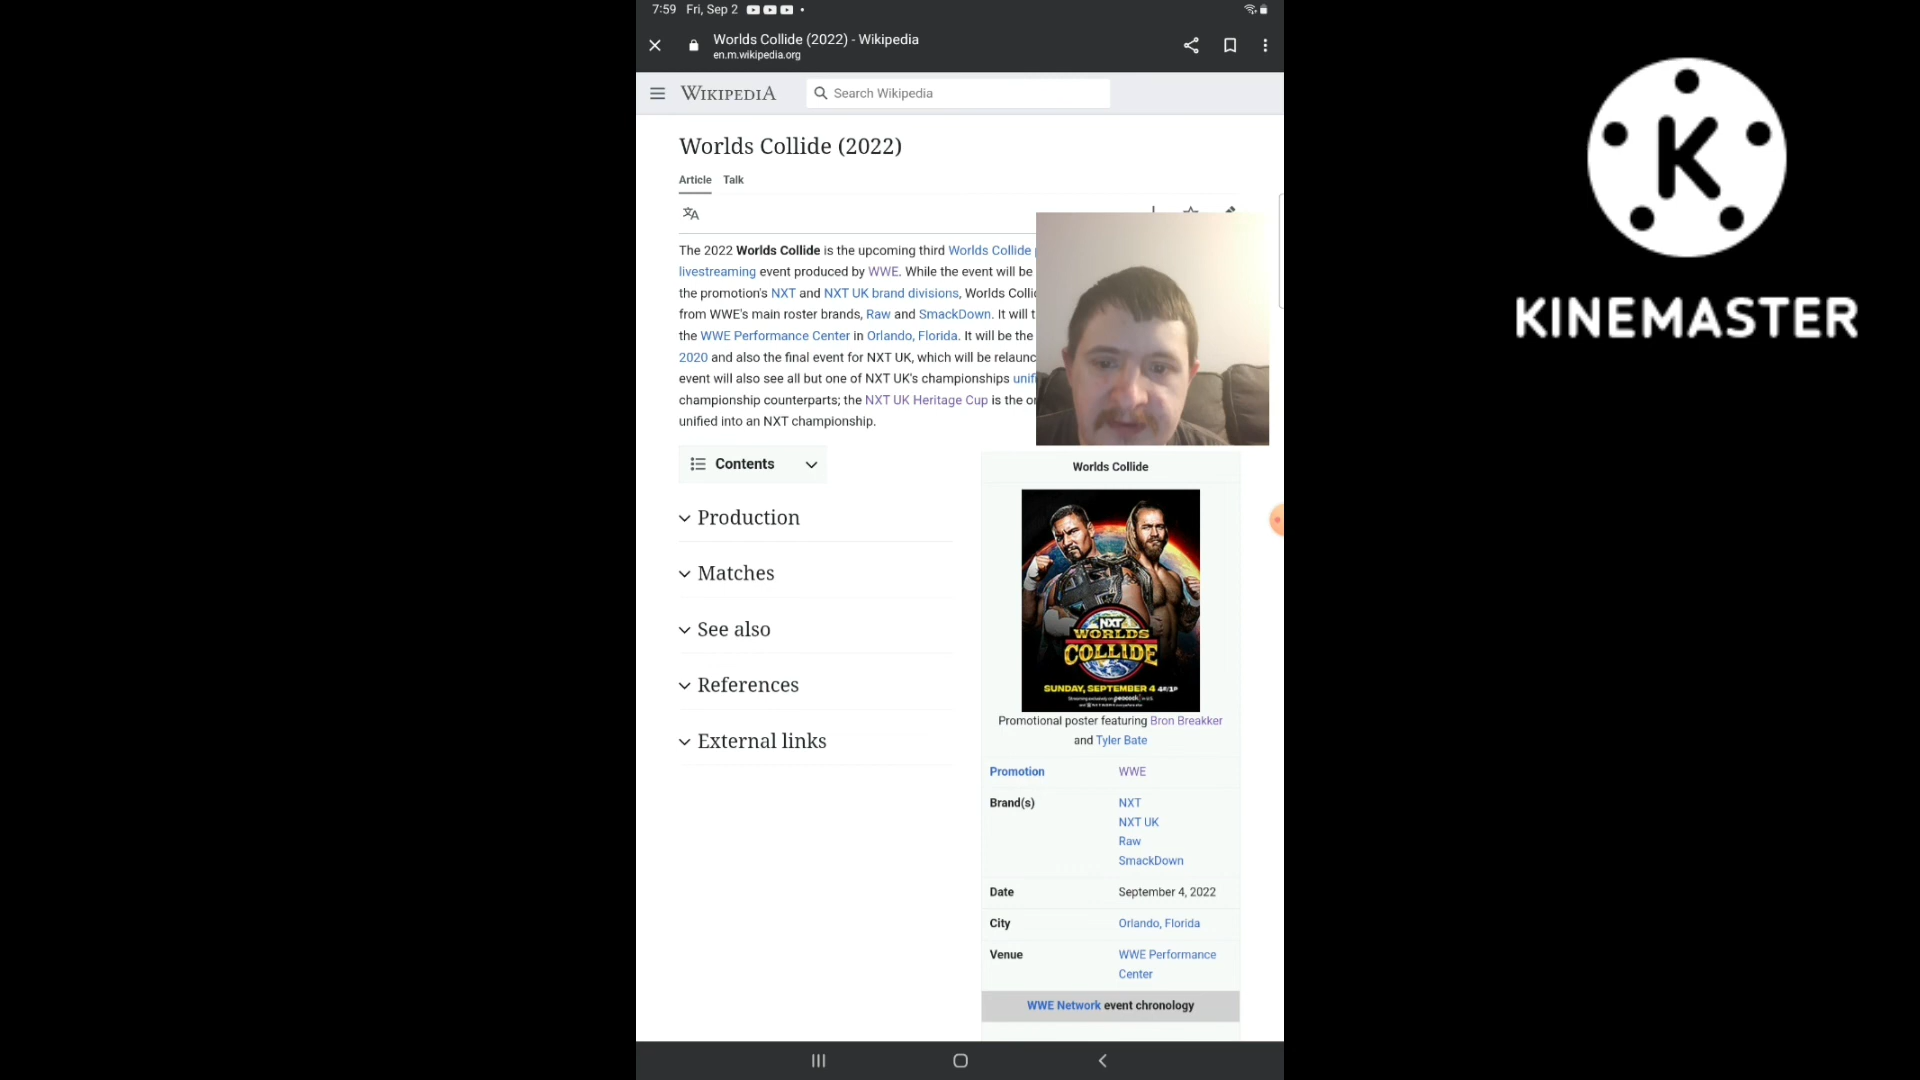 7:59 Fri, Sep 2
Worlds Collide (2022) - Wikipedia
en.m.wikipedia.org
WIKIPEDIA
Search Wikipedia
Worlds Collide (2022)
Article Talk
The 2022 Worlds Collide is the upcoming third Worlds Collide
livestreaming event produced by WWE. While the event will be
the promotion's NXT and NXT UK brand divisions, Worlds Colli
from WWE's main roster brands, Raw and SmackDown. It will t
the WWE Performance Center in Orlando, Florida. It will be the
2020 and also the final event for NXT UK, which will be relaunc
event will also see all but one of NXT UK's championships unif
championship counterparts; the NXT UK Heritage Cup is the o
unified into an NXT championship.
Contents
Production
Matches
See also
References
External links
Worlds Collide
NXT
WORLDS
COLLIDE
SUNDAY, SEPTEMBER 4 4E/1P
Streaming exclusively on peacock in U.S.
Promotional poster featuring Bron Breakker
and Tyler Bate
Promotion WWE
Brand(s) NXT
NXT UK
Raw
SmackDown
Date September 4, 2022
City Orlando, Florida
Venue WWE Performance
Center
WWE Network event chronology
K
KINEMASTER